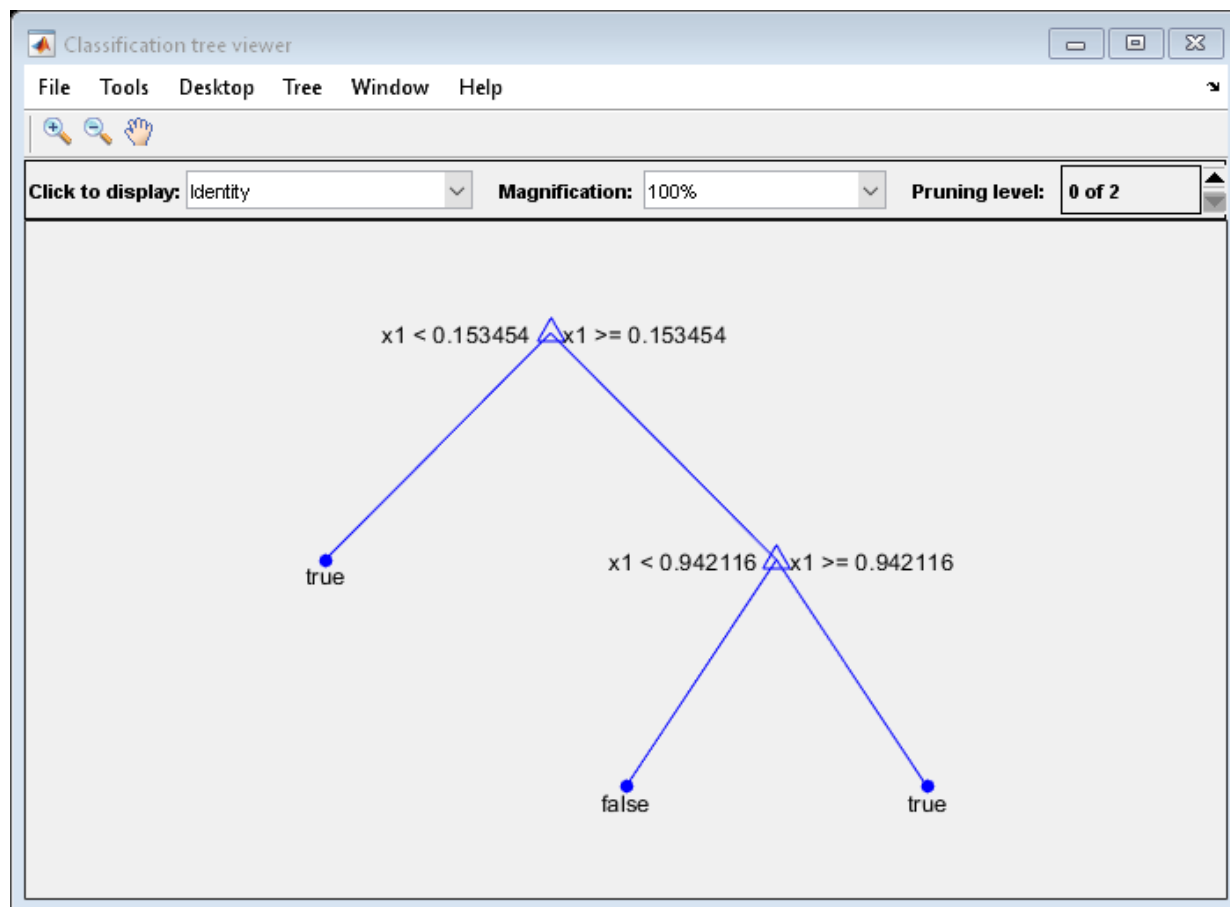 Classification tree viewer
File Tools Desktop Tree Window Help
Click to display: Identity Magnification: 100% Pruning level: 0 of 2
x1 < 0.153454 x1 >= 0.153454
true
x1 < 0.942116 x1 >= 0.942116
false
true